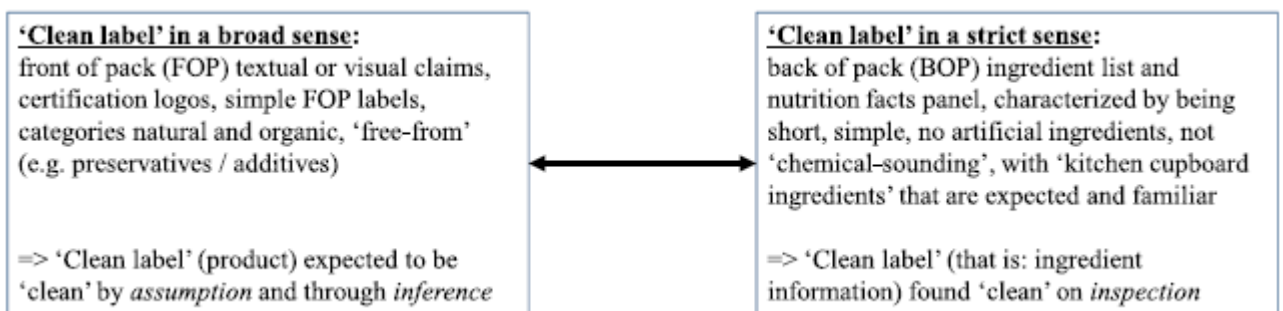 ‘Clean label’ in a broad sense:
front of pack (FOP) textual or visual claims,
certification logos, simple FOP labels,
categories natural and organic, ‘free-from’
(e.g. preservatives / additives)
=> ‘Clean label’ (product) expected to be
‘clean’ by assumption and through inference
‘Clean label’ in a strict sense:
back of pack (BOP) ingredient list and
nutrition facts panel, characterized by being
short, simple, no artificial ingredients, not
‘chemical-sounding’, with ‘kitchen cupboard
ingredients’ that are expected and familiar
=> ‘Clean label’ (that is: ingredient
information) found ‘clean’ on inspection